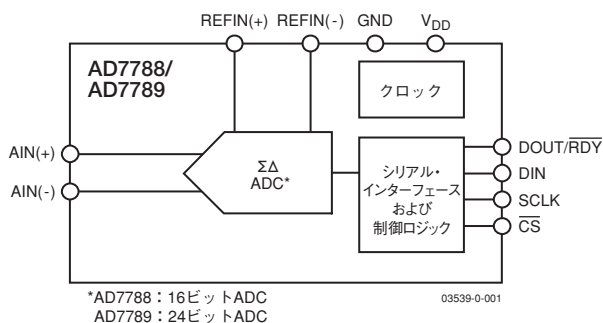 REFIN(+) REFIN(-) GND VDD
AD7788/
AD7789
クロック
AIN(+)
AIN(-)
ΣΔ
ADC*
シリアル・
インターフェース
および
制御ロジック
DOUT/RDY
DIN
SCLK
CS
*AD7788：16ビットADC
AD7789：24ビットADC
03539-0-001